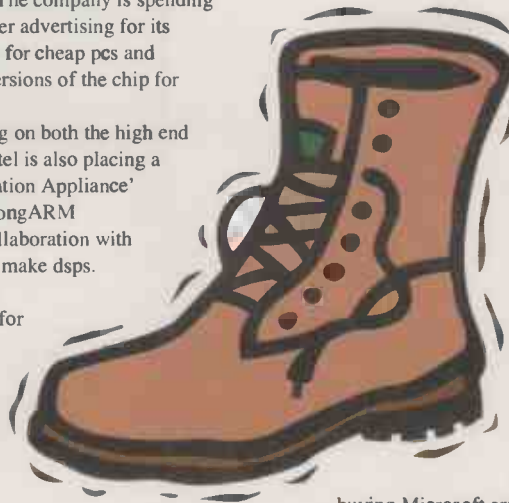 The company is spending
er advertising for its
for cheap pcs and
ersions of the chip for
g on both the high end
tel is also placing a
ation Appliance'
ongARM
llaboration with
make dsps.
for
buying Microsoft